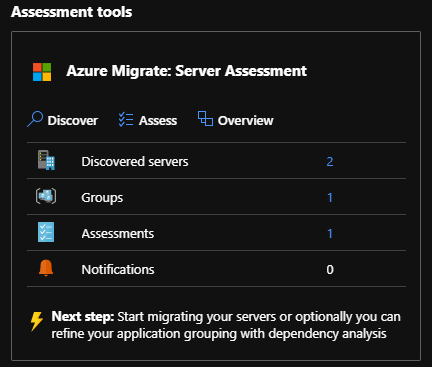 Assessment tools
Azure Migrate: Server Assessment
Discover Assess Overview
Discovered servers 2
Groups 1
Assessments 1
Notifications 0
Next step: Start migrating your servers or optionally you can
refine your application grouping with dependency analysis